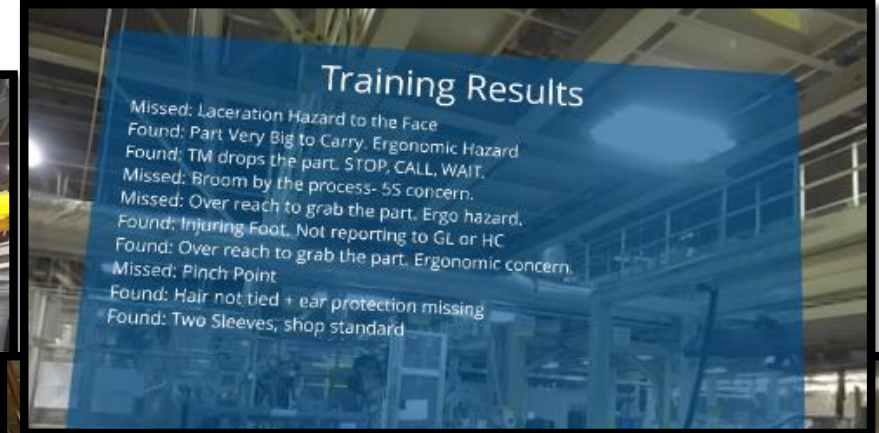 Training Results
Missed: Laceration Hazard to the Face
Found: Part Very Big to Carry. Ergonomic Hazard
Found: TM drops the part. STOP, CALL, WAIT.
Missed: Broom by the process- 5S concern.
Missed: Over reach to grab the part. Ergo hazard.
Found: Injuring Foot. Not reporting to GL or HC
Found: Over reach to grab the part. Ergonomic concern.
Missed: Pinch Point
Found: Hair not tied + ear protection missing
Found: Two Sleeves, shop standard